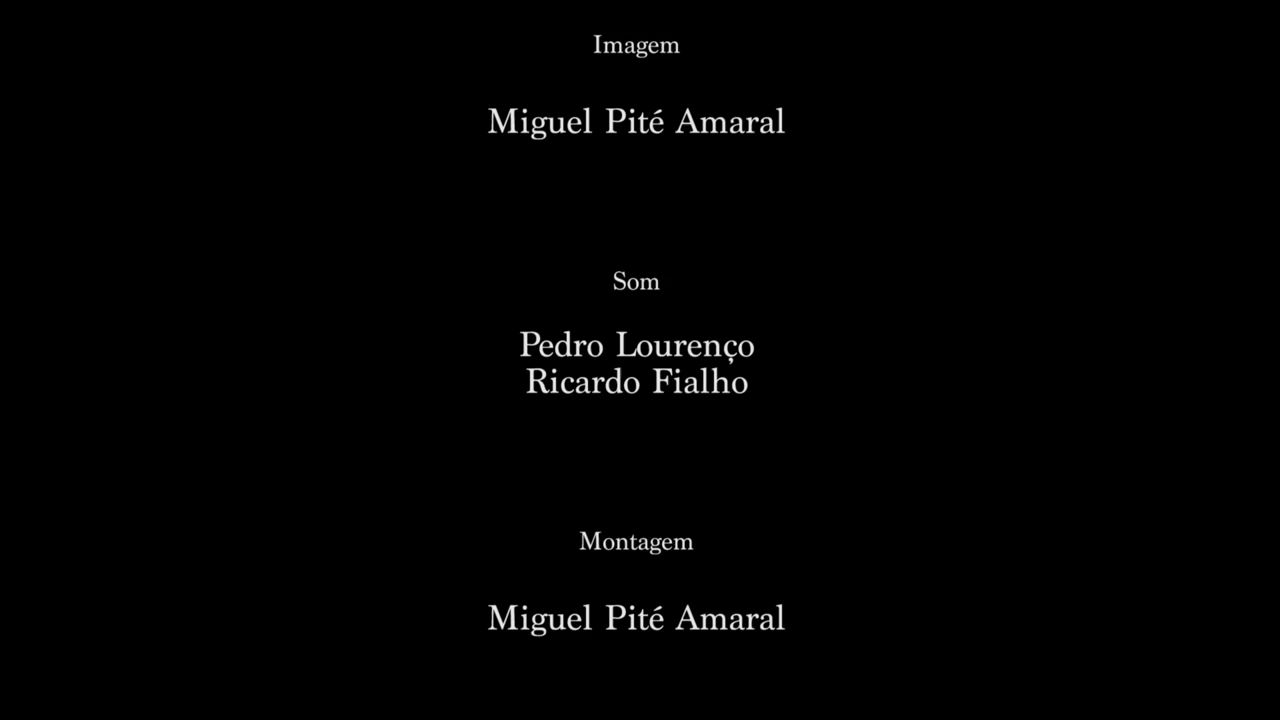 Imagem
Miguel Pité Amaral
Som
Pedro Lourenço
Ricardo Fialho
Montagem
Miguel Pité Amaral